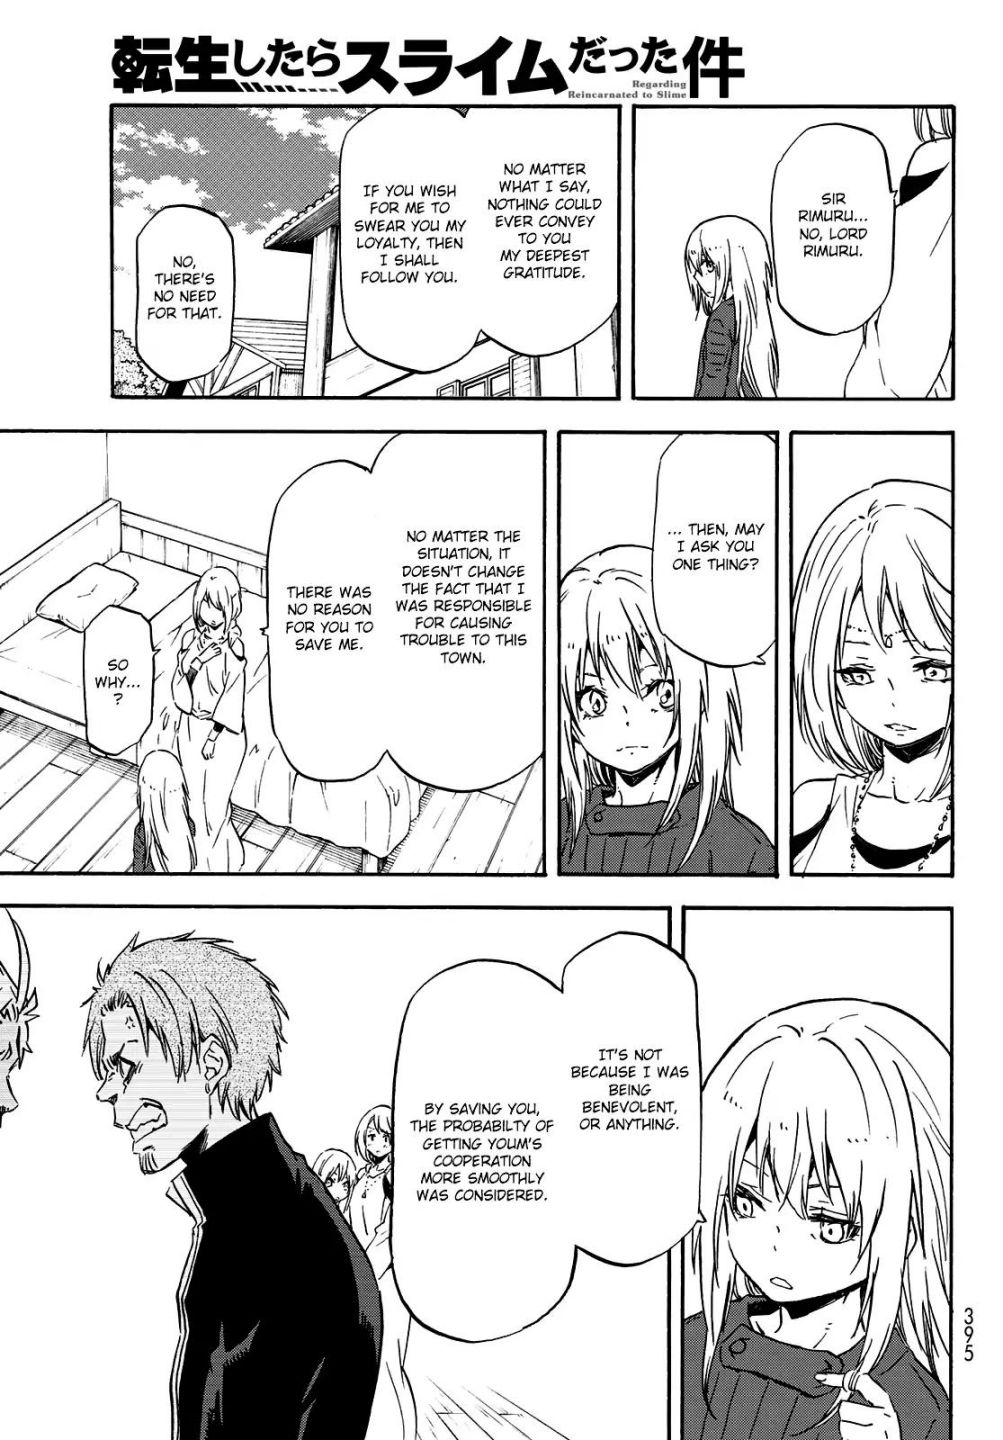 転生したらスライムだった件
Regarding
Reincarnated to Slime
SIR
RIMURU...
NO, LORD
RIMURU.
NO MATTER
WHAT I SAY,
NOTHING COULD
EVER CONVEY
TO YOU
MY DEEPEST
GRATITUDE.
IF YOU WISH
FOR ME TO
SWEAR YOU MY
LOYALTY, THEN
I SHALL
FOLLOW YOU.
NO,
THERE'S
NO NEED
FOR THAT.
... THEN, MAY
I ASK YOU
ONE THING?
NO MATTER THE
SITUATION, IT
DOESN'T CHANGE
THE FACT THAT I
WAS RESPONSIBLE
FOR CAUSING
TROUBLE TO THIS
TOWN.
THERE WAS
NO REASON
FOR YOU TO
SAVE ME.
SO
WHY...
?
IT'S NOT
BECAUSE I WAS
BEING
BENEVOLENT,
OR ANYTHING.
BY SAVING YOU,
THE PROBABILTY OF
GETTING YOUM'S
COOPERATION
MORE SMOOTHLY
WAS CONSIDERED.
395